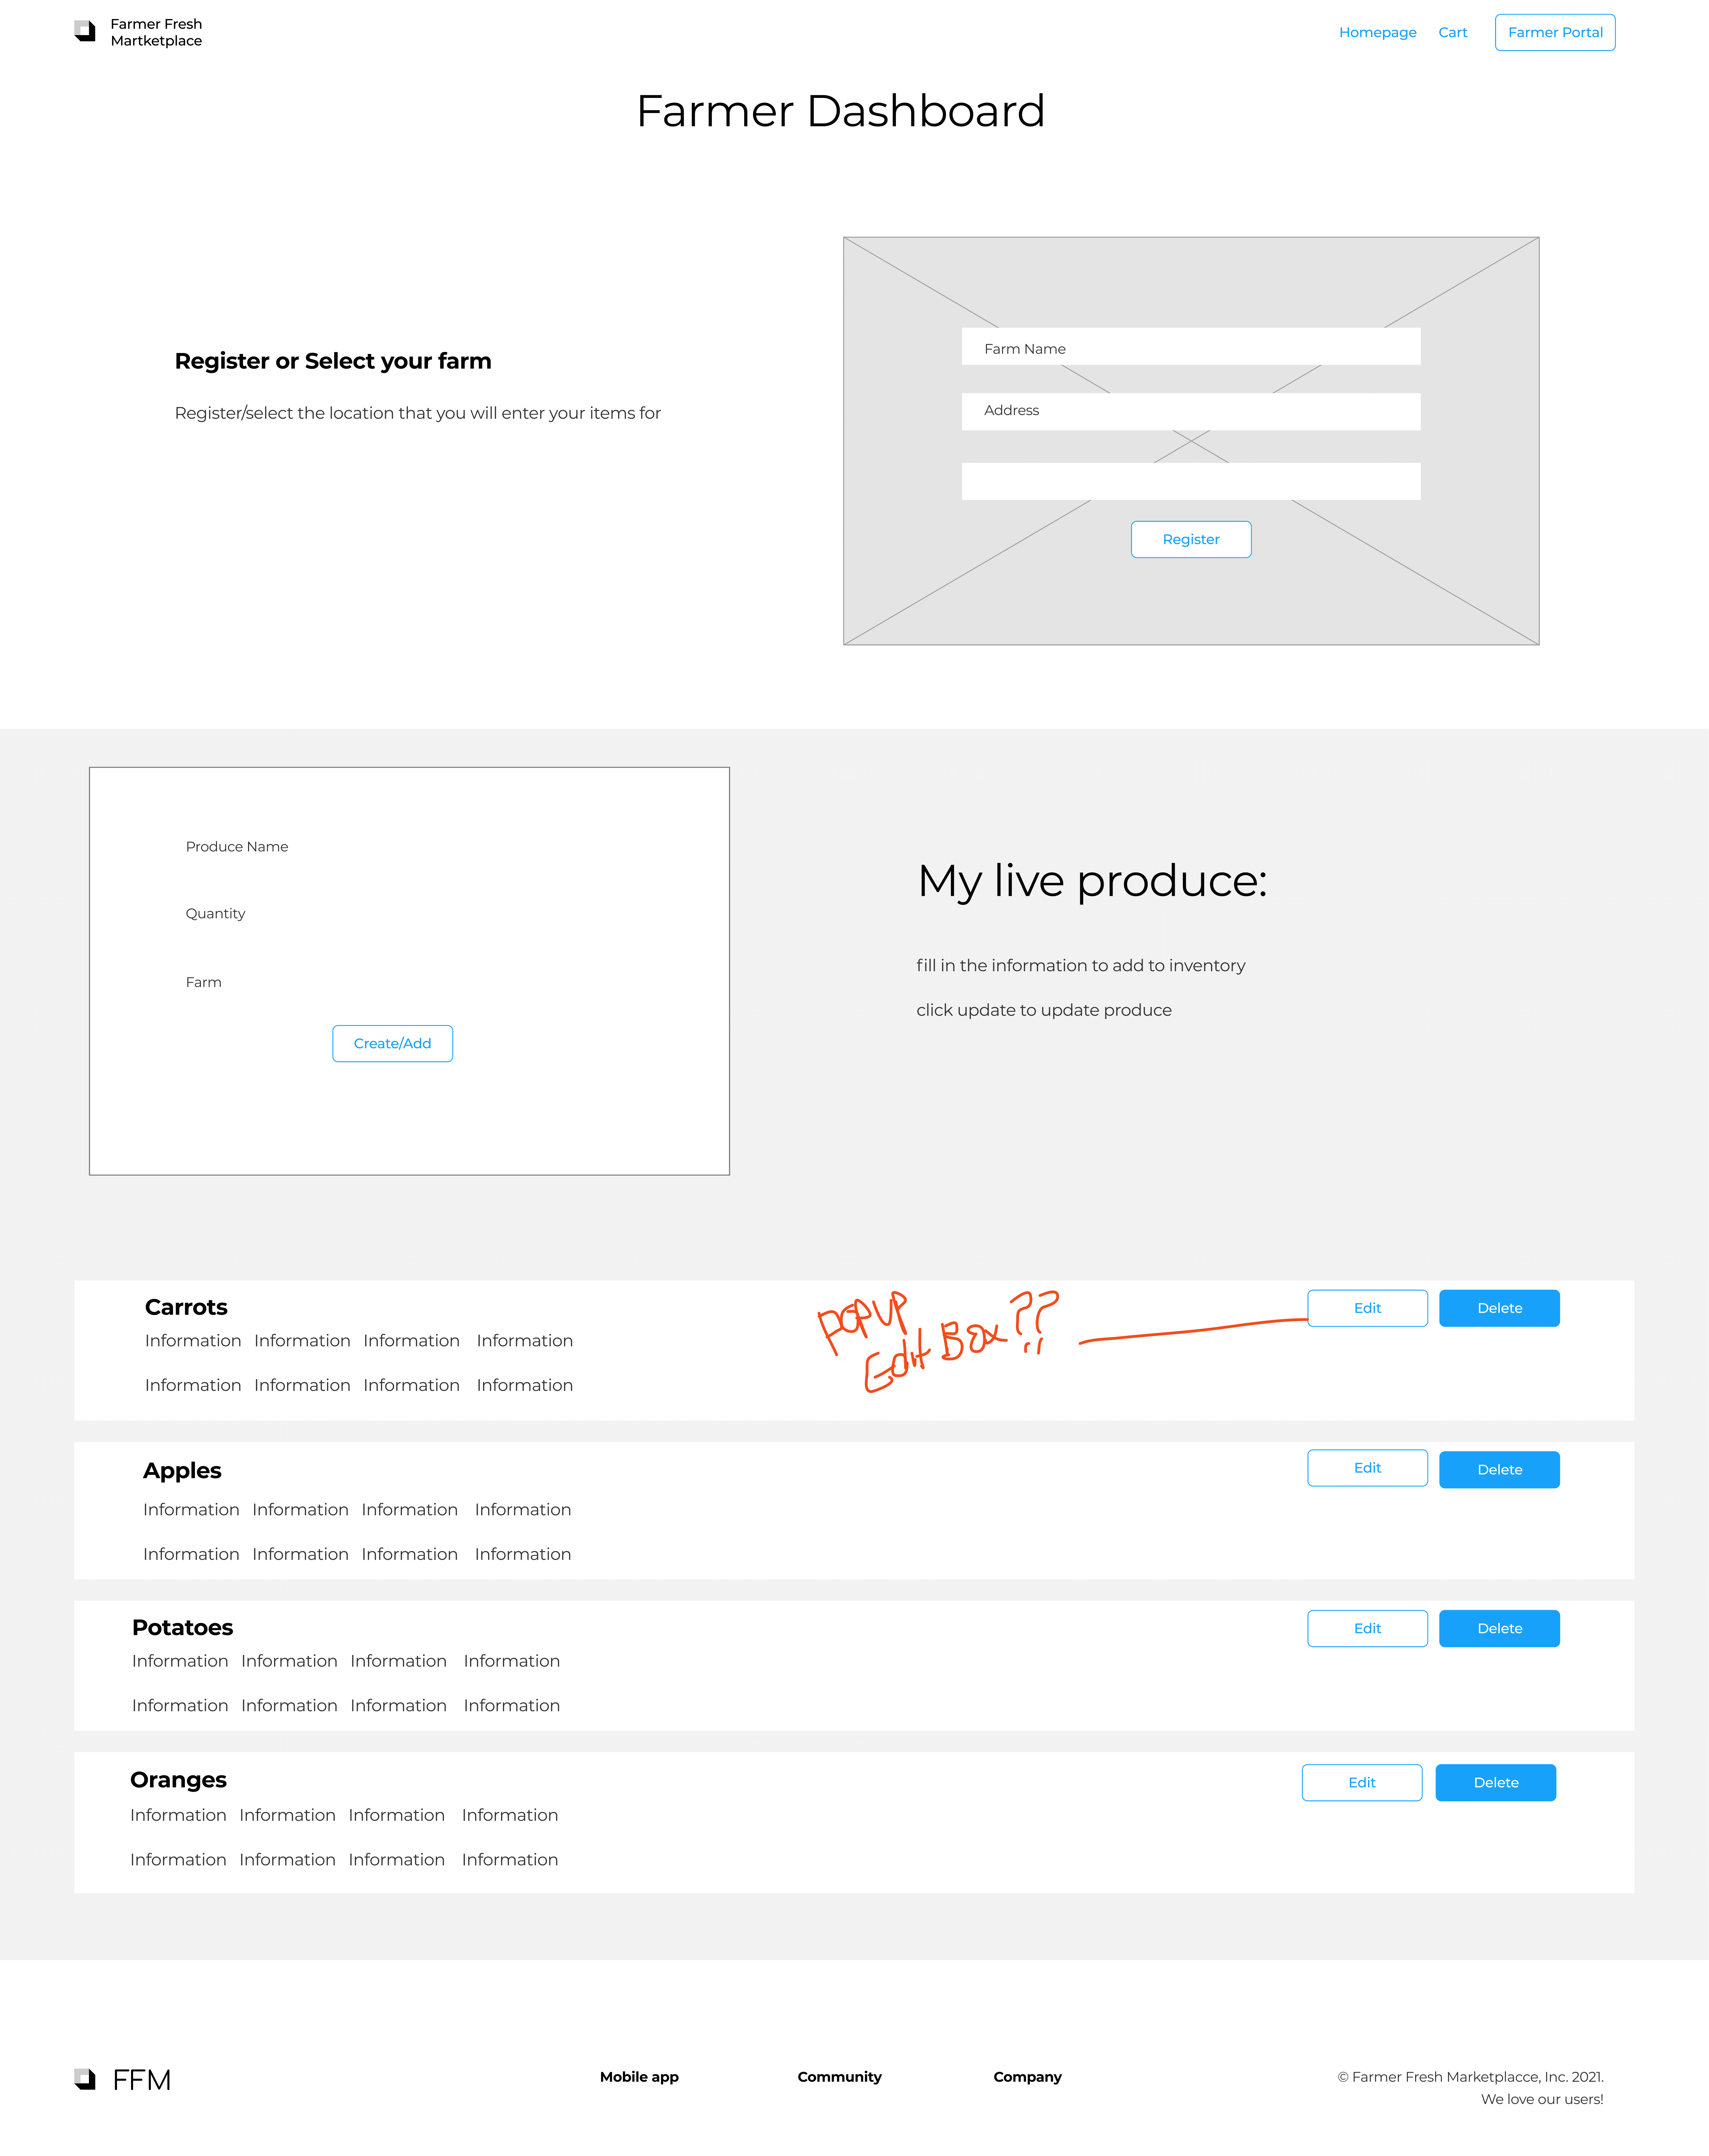 Farmer Fresh
Martketplace
Homepage Cart Farmer Portal
Farmer Dashboard
Register or Select your farm
Register/select the location that you will enter your items for
Farm Name
Address
Register
Produce Name
Quantity
Farm
Create/Add
My live produce:
fill in the information to add to inventory
click update to update produce
Carrots
Information Information Information Information
Information Information Information Information
POPUP
Edit Box ??
Edit Delete
Apples
Information Information Information Information
Information Information Information Information
Edit Delete
Potatoes
Information Information Information Information
Information Information Information Information
Edit Delete
Oranges
Information Information Information Information
Information Information Information Information
Edit Delete
FFM
Mobile app Community Company
© Farmer Fresh Marketplacce, Inc. 2021.
We love our users!